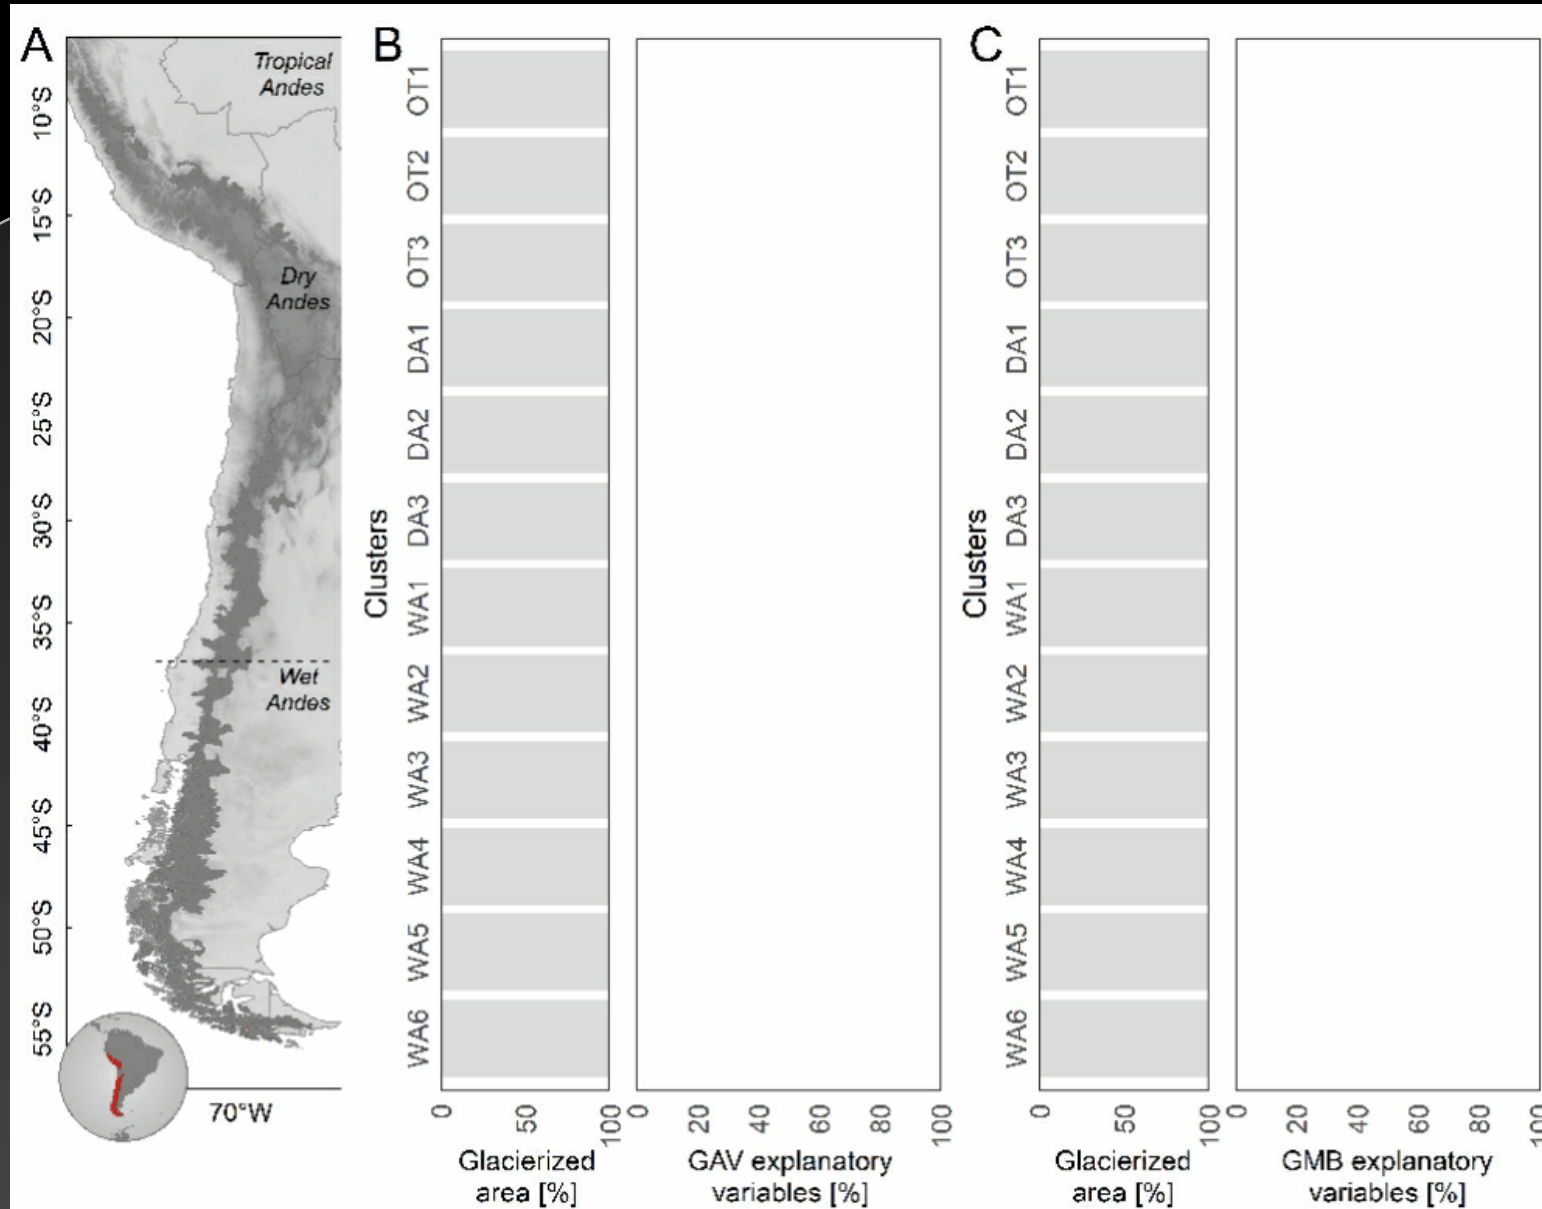 A
Tropical
Andes
Dry
Andes
Wet
Andes
10°S
15°S
20°S
25°S
30°S
35°S
40°S
45°S
50°S
55°S
70°W
B
Clusters
OT1
OT2
OT3
DA1
DA2
DA3
WA1
WA2
WA3
WA4
WA5
WA6
0
50
100
Glacierized
area [%]
0
20
40
60
80
100
GAV explanatory
variables [%]
C
Clusters
OT1
OT2
OT3
DA1
DA2
DA3
WA1
WA2
WA3
WA4
WA5
WA6
0
50
100
Glacierized
area [%]
0
20
40
60
80
100
GMB explanatory
variables [%]